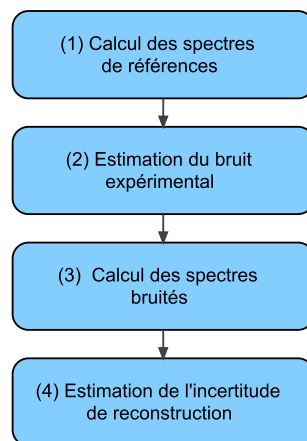 (1) Calcul des spectres
de références
(2) Estimation du bruit
expérimental
(3) Calcul des spectres
bruités
(4) Estimation de l'incertitude
de reconstruction